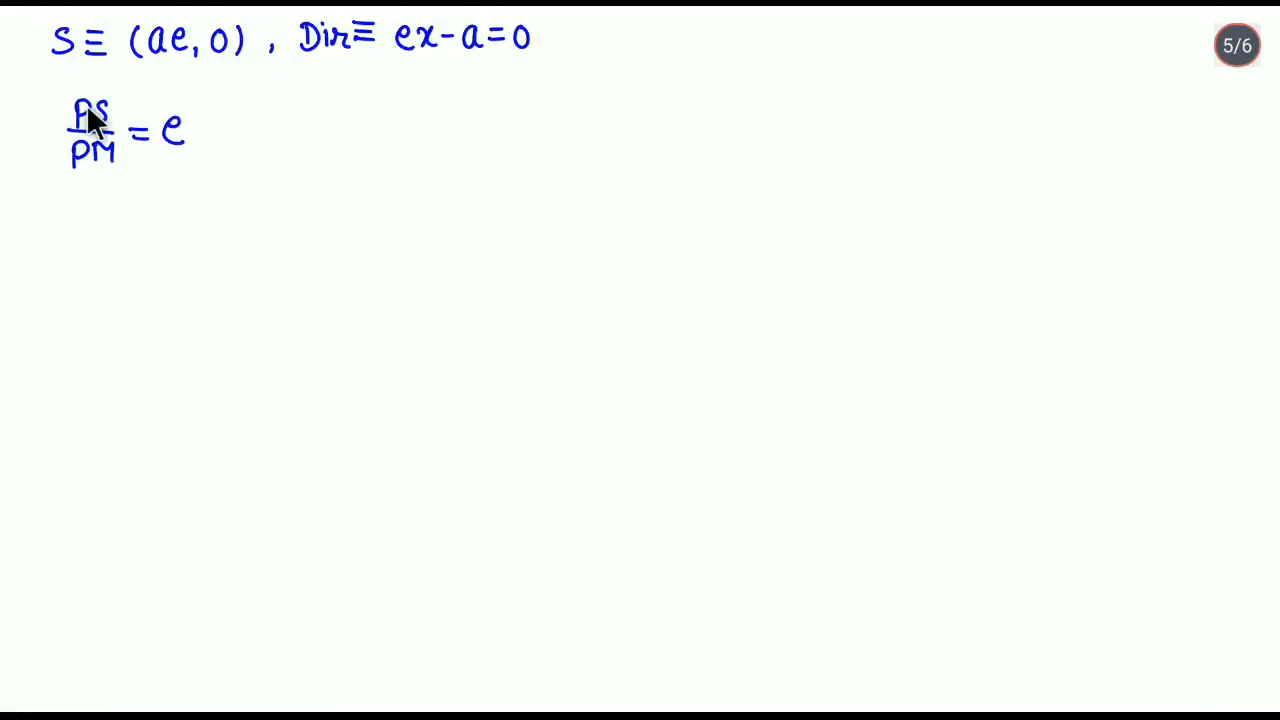 S ≡ (ae, 0) , Dir ≡ ex-a=0
5/6
PS/PM = e